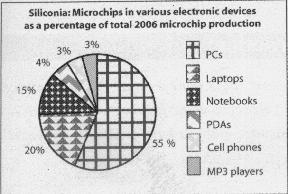 Siliconia: Microchips in various electronic devices
as a percentage of total 2006 microchip production
3%
3%
4%
15%
20%
55 %
PCs
Laptops
Notebooks
PDAs
Cell phones
MP3 players